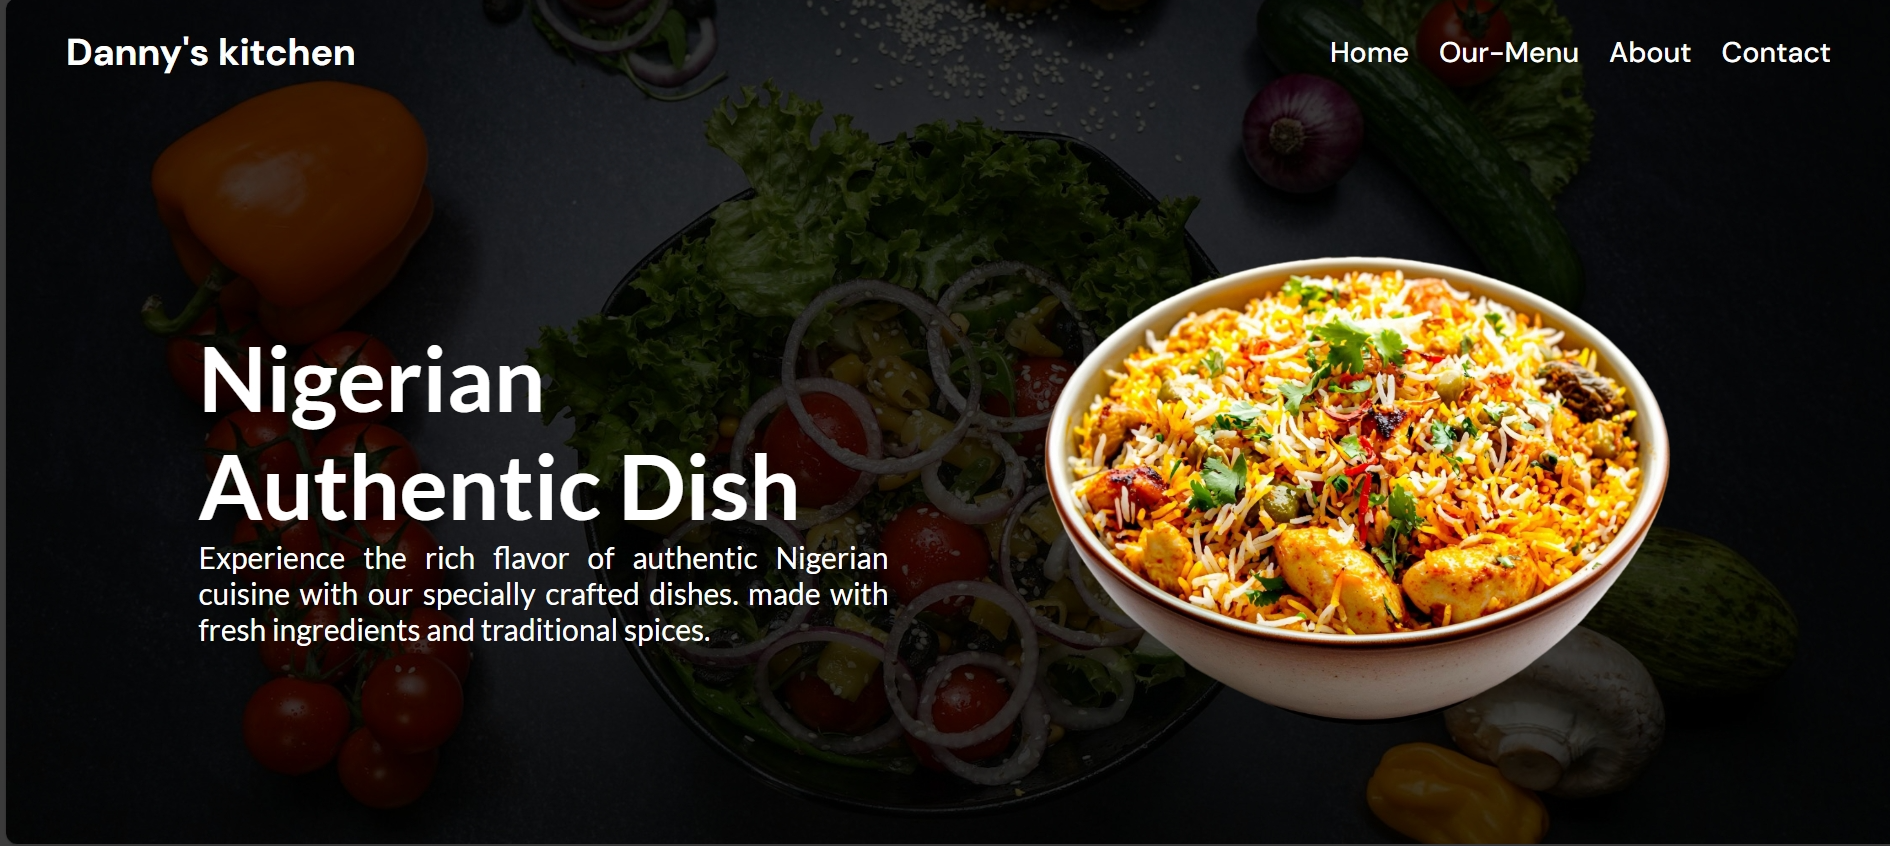 Danny's kitchen
Home Our-Menu About Contact
Nigerian
Authentic Dish
Experience the rich flavor of authentic Nigerian
cuisine with our specially crafted dishes. made with
fresh ingredients and traditional spices.